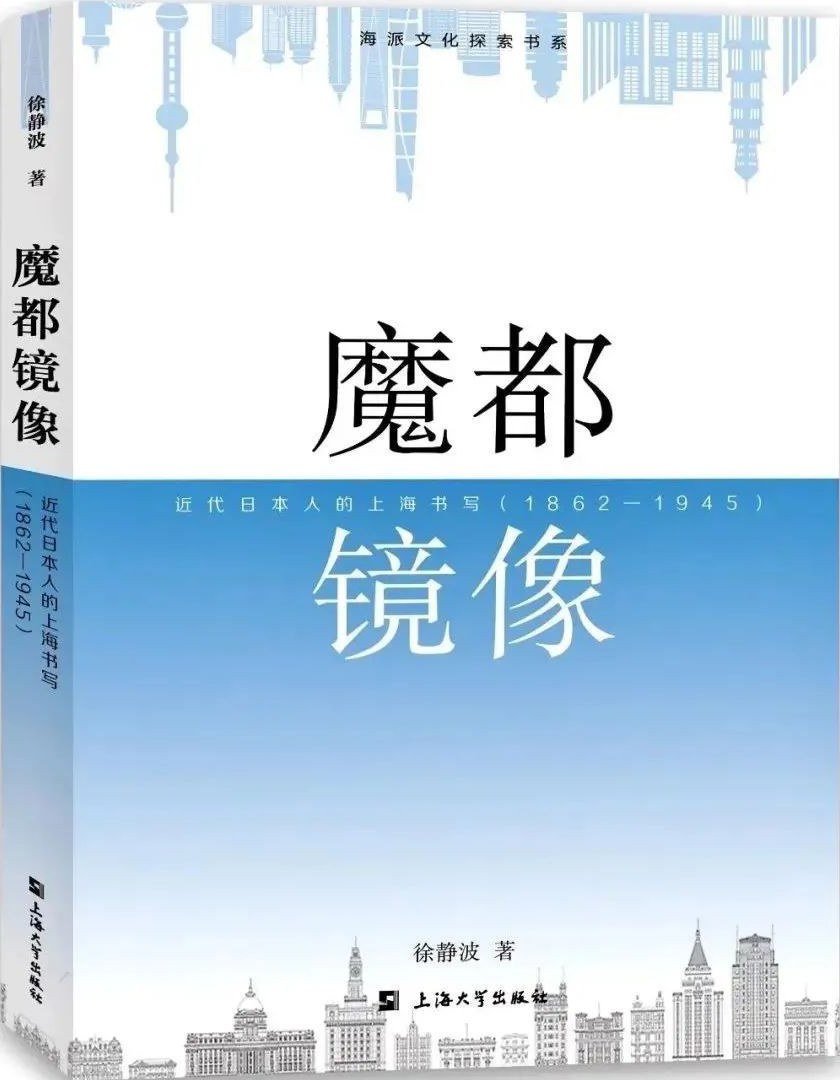 徐静波 著
魔都镜像
近代日本人的上海书写
(1862—1945)
上海大学出版社
海派文化探索书系
魔都
近代日本人的上海书写(1862—1945)
镜像
徐静波 著
上海大学出版社